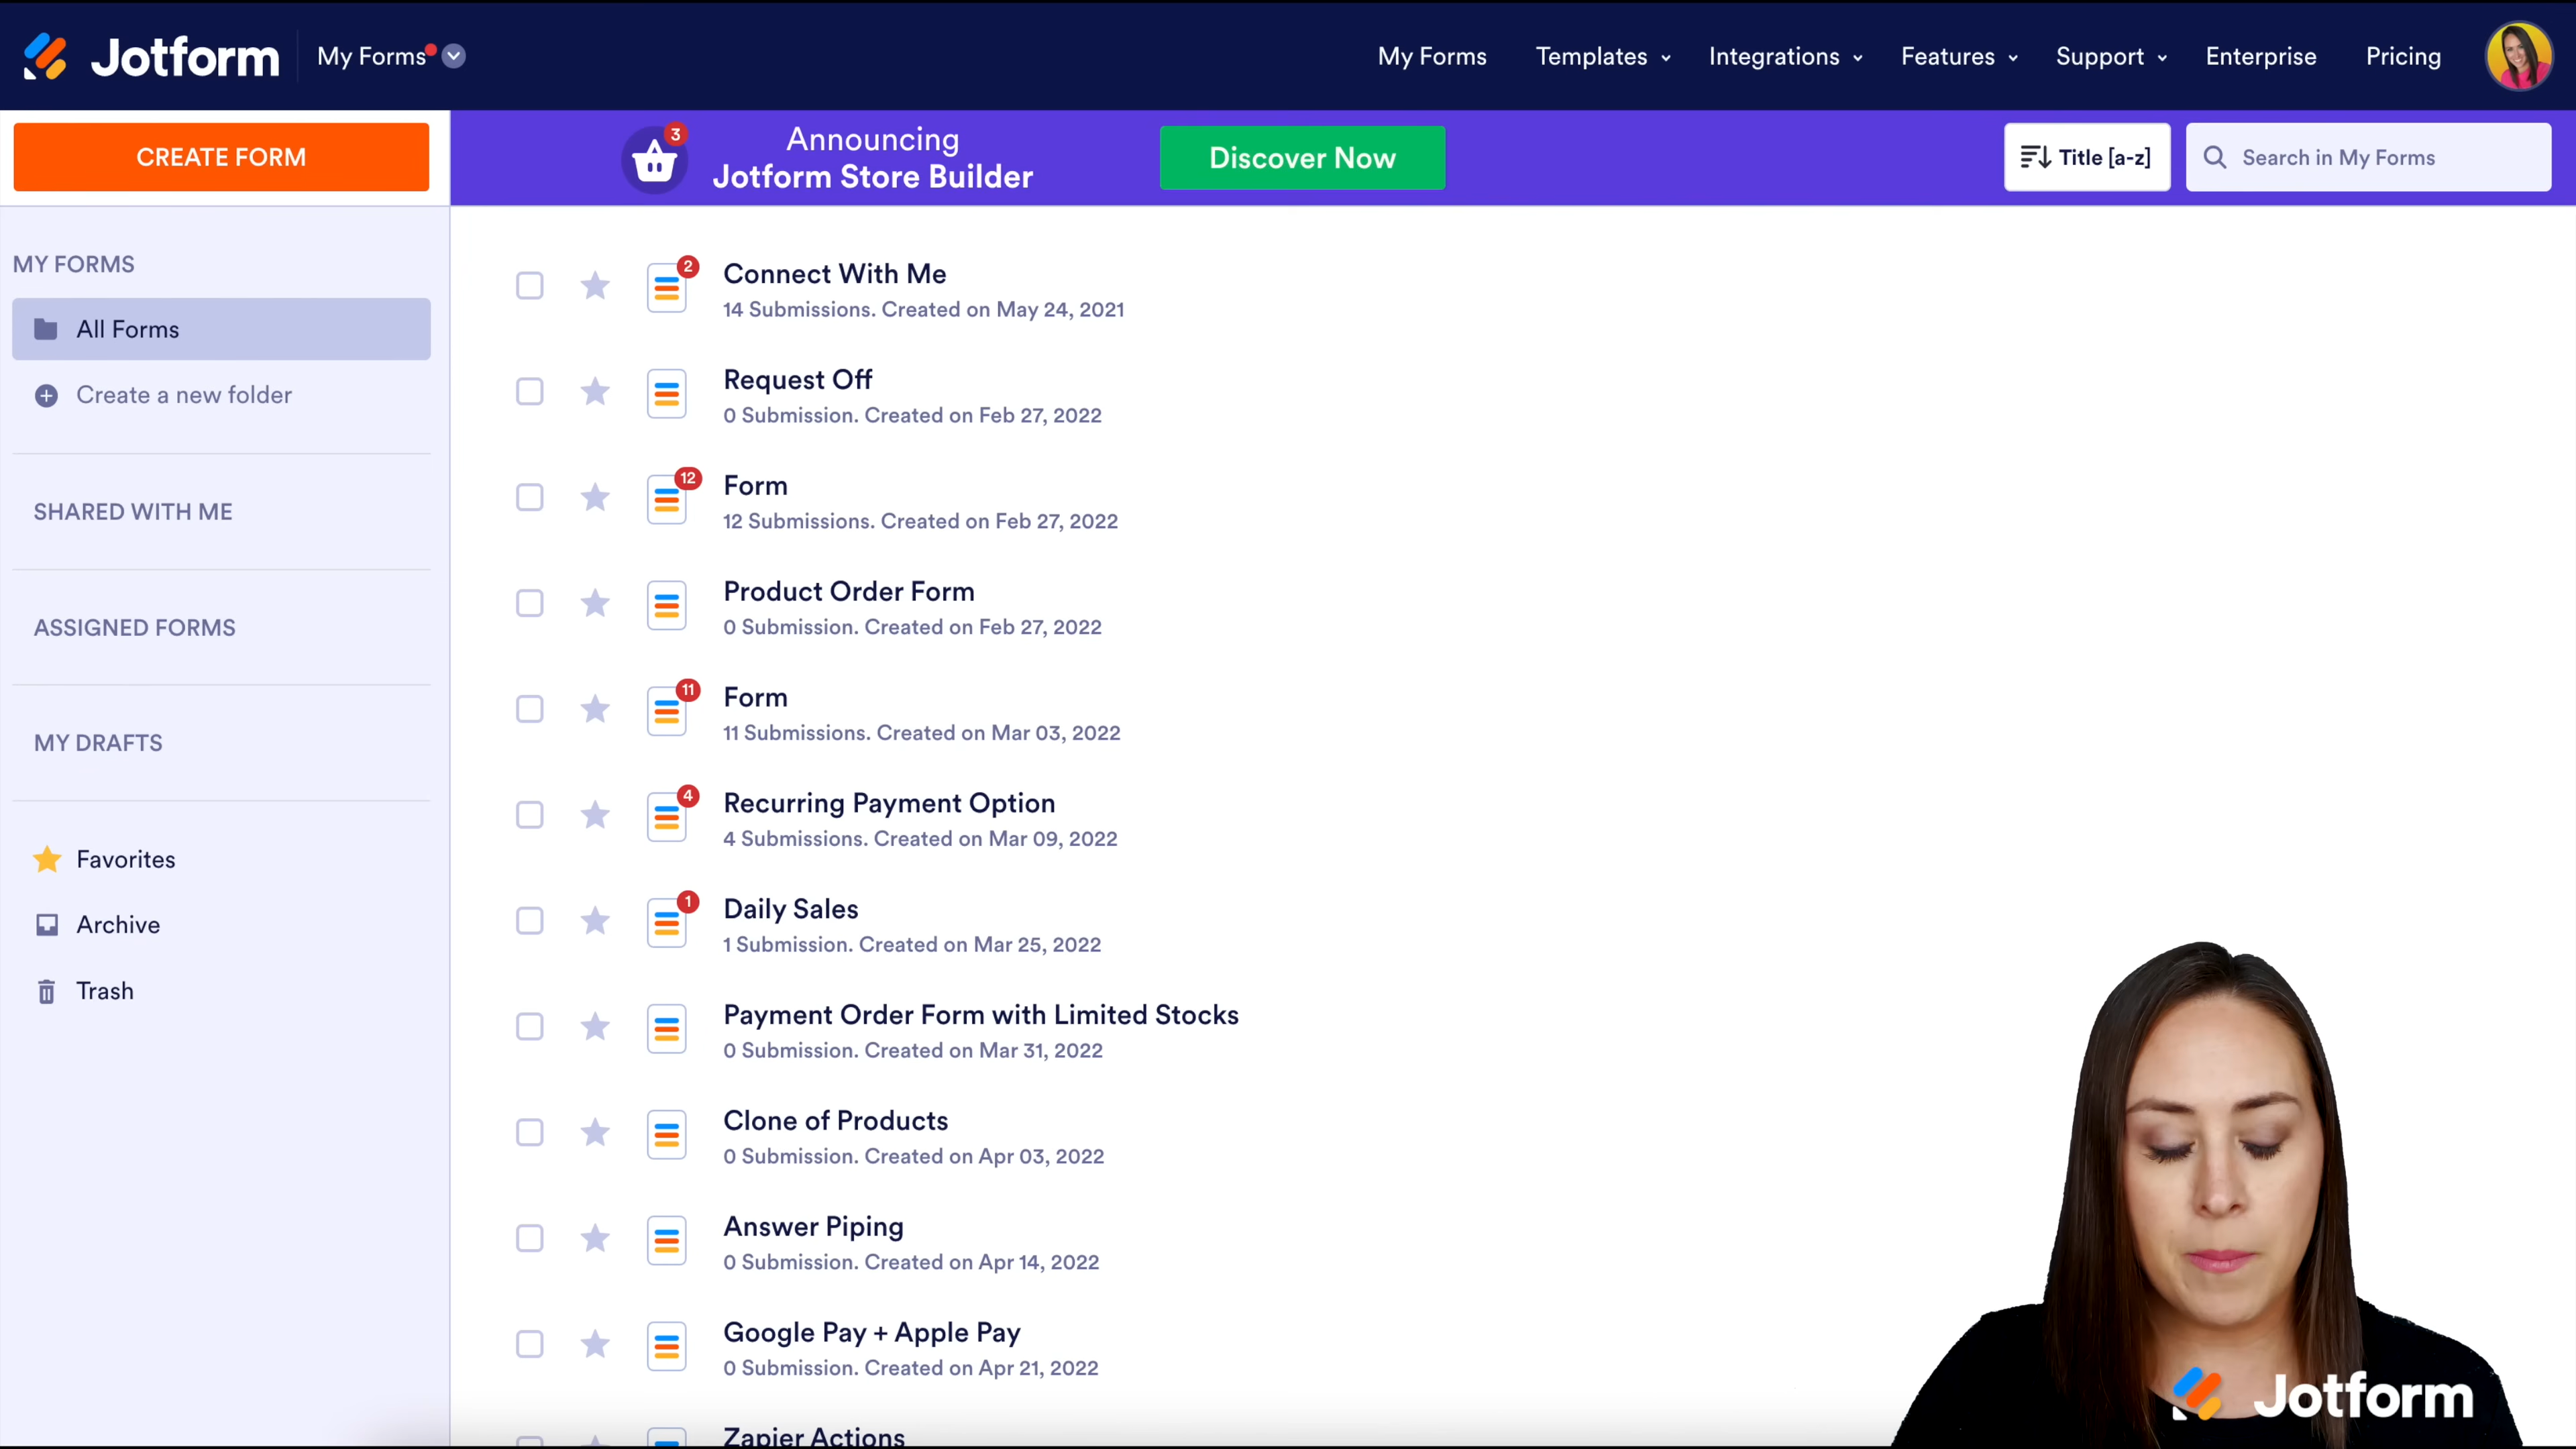 Jotform
My Forms
My Forms
Templates
Integrations
Features
Support
Enterprise
Pricing
CREATE FORM
3
Announcing
Jotform Store Builder
Discover Now
Title [a-z]
Search in My Forms
MY FORMS
All Forms
Create a new folder
SHARED WITH ME
ASSIGNED FORMS
MY DRAFTS
Favorites
Archive
Trash
2
Connect With Me
14 Submissions. Created on May 24, 2021
Request Off
0 Submission. Created on Feb 27, 2022
12
Form
12 Submissions. Created on Feb 27, 2022
Product Order Form
0 Submission. Created on Feb 27, 2022
11
Form
11 Submissions. Created on Mar 03, 2022
4
Recurring Payment Option
4 Submissions. Created on Mar 09, 2022
1
Daily Sales
1 Submission. Created on Mar 25, 2022
Payment Order Form with Limited Stocks
0 Submission. Created on Mar 31, 2022
Clone of Products
0 Submission. Created on Apr 03, 2022
Answer Piping
0 Submission. Created on Apr 14, 2022
Google Pay + Apple Pay
0 Submission. Created on Apr 21, 2022
Zapier Actions
Jotform